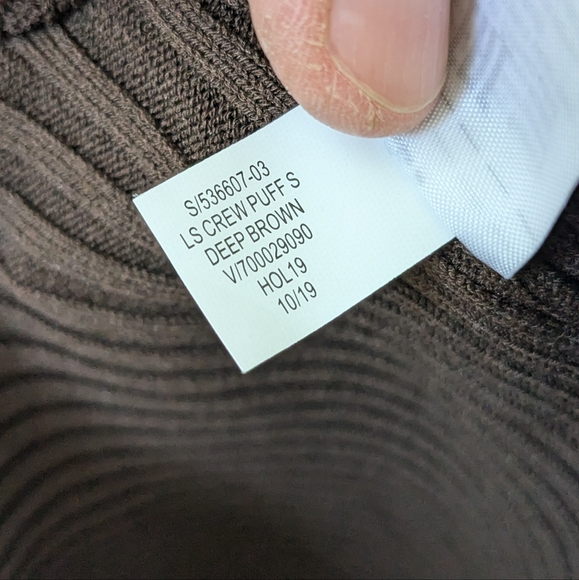 S/536607-03
LS CREW PUFF S
DEEP BROWN
V/700029090
HOL19
10/19